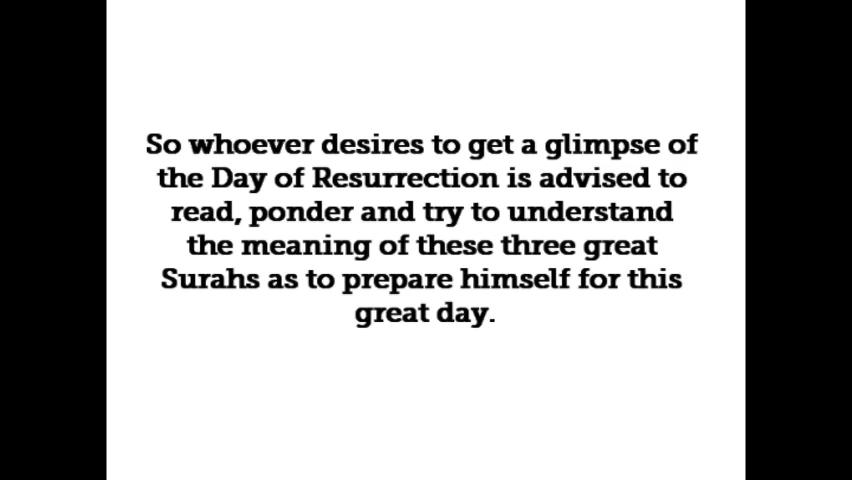 So whoever desires to get a glimpse of
the Day of Resurrection is advised to
read, ponder and try to understand
the meaning of these three great
Surahs as to prepare himself for this
great day.